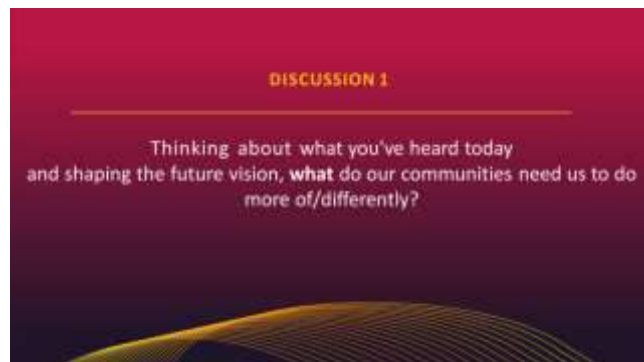 DISCUSSION 1
Thinking about what you've heard today
and shaping the future vision, what do our communities need us to do
more of/differently?